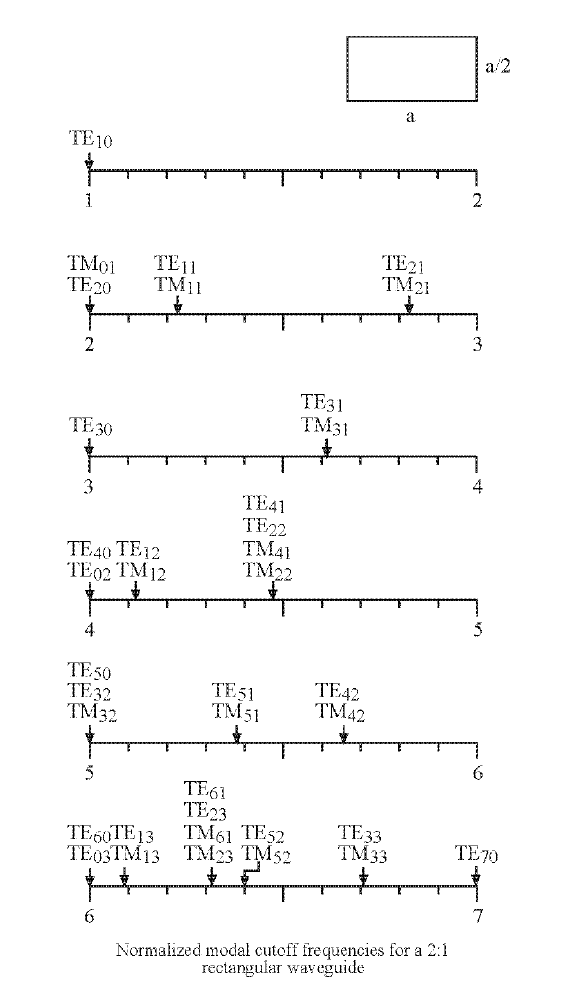 a/2
a
TE10
1 2
TM01 TE11 TE21
TE20 TM11 TM21
2 3
TE31
TE30 TM31
3 4
TE41
TE22
TE40 TE12 TM41
TE02 TM12 TM22
4 5
TE50
TE32 TE51 TE42
TM32 TM51 TM42
5 6
TE61
TE23
TE60 TE13 TM61 TE52 TE33
TE03 TM13 TM23 TM52 TM33 TE70
6 7
Normalized modal cutoff frequencies for a 2:1
rectangular waveguide